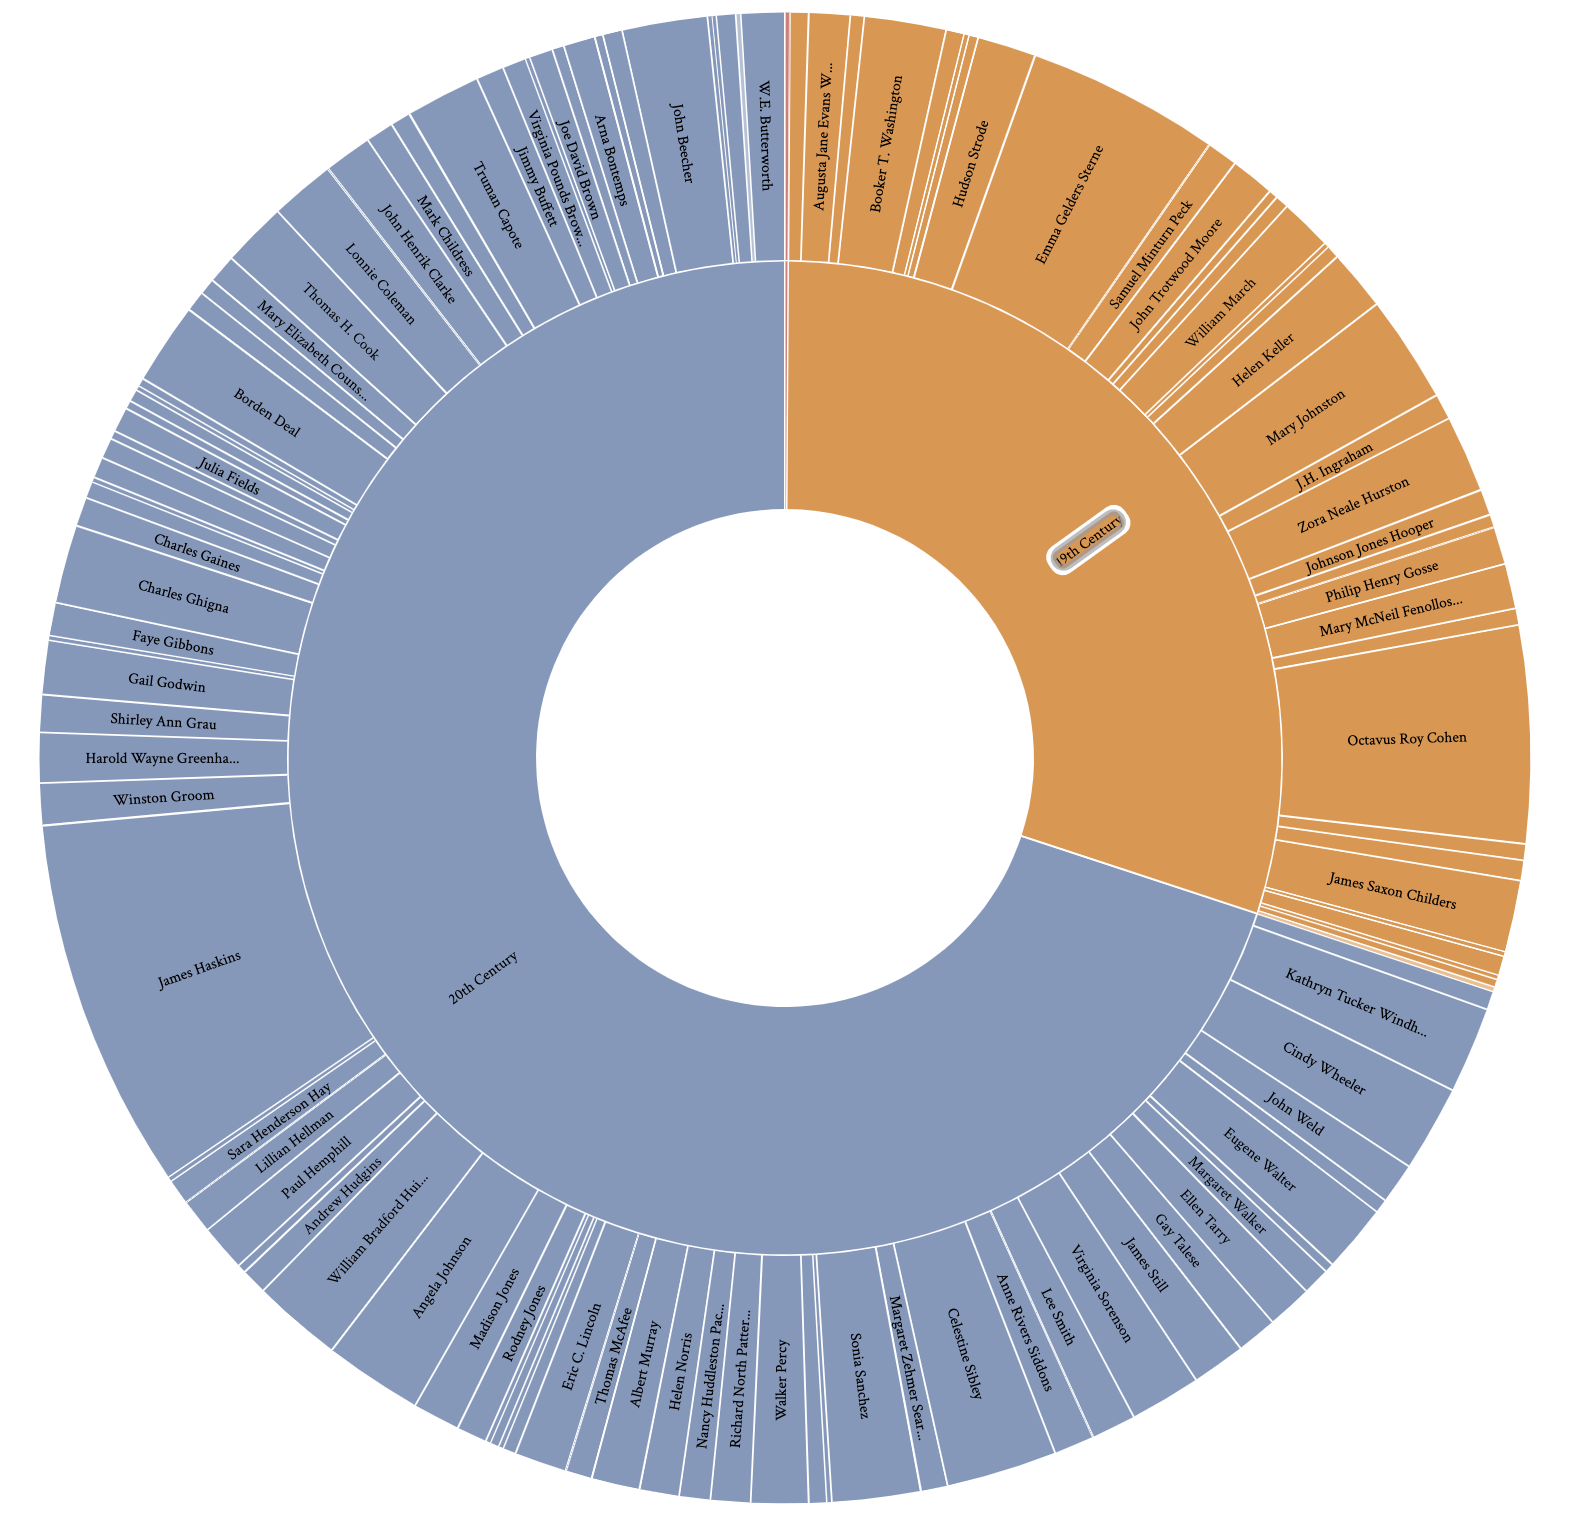 W.E. Butterworth
Augusta Jane Evans W...
Booker T. Washington
Hudson Strode
Emma Gelders Sterne
Samuel Minturn Peck
John Trotwood Moore
William March
Helen Keller
Mary Johnston
J.H. Ingraham
Zora Neale Hurston
Johnson Jones Hooper
Philip Henry Gosse
Mary McNeil Fenollos...
Octavus Roy Cohen
James Saxon Childers
19th Century
Kathryn Tucker Windh...
Cindy Wheeler
John Weld
Eugene Walter
Margaret Walker
Ellen Tarry
Gay Talese
James Still
Virginia Sorenson
Lee Smith
Anne Rivers Siddons
Celestine Sibley
Margaret Zehmer Sear...
Sonia Sanchez
Walker Percy
Richard North Patter...
Nancy Huddleston Pac...
Helen Norris
Albert Murray
Thomas McAfee
Eric C. Lincoln
Rodney Jones
Madison Jones
Angela Johnson
William Bradford Hui...
Andrew Hudgins
Paul Hemphill
Lillian Hellman
Sara Henderson Hay
James Haskins
Winston Groom
Harold Wayne Greenha...
Shirley Ann Grau
Gail Godwin
Faye Gibbons
Charles Ghigna
Charles Gaines
Julia Fields
Borden Deal
Mary Elizabeth Couns...
Thomas H. Cook
Lonnie Coleman
John Henrik Clarke
Mark Childress
Truman Capote
Jimmy Buffett
Virginia Pounds Brow...
Joe David Brown
Arna Bontemps
John Beecher
20th Century